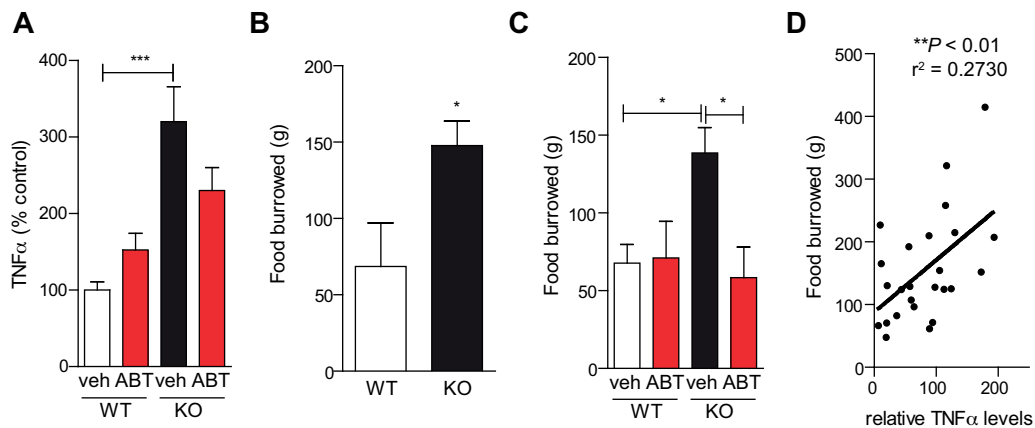 A
TNFα (% control)
400
300
200
100
0
***
veh ABT veh ABT
WT KO
B
Food burrowed (g)
200
150
100
50
0
*
WT KO
C
Food burrowed (g)
200
150
100
50
0
* *
veh ABT veh ABT
WT KO
D
**P < 0.01
r² = 0.2730
Food burrowed (g)
500
400
300
200
100
0
0 100 200
relative TNFα levels